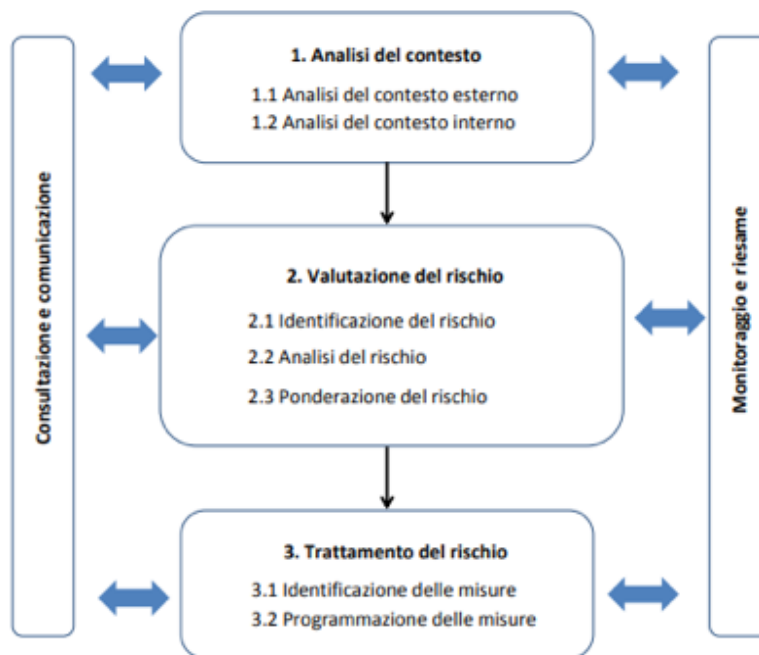 Consultazione e comunicazione
1. Analisi del contesto
1.1 Analisi del contesto esterno
1.2 Analisi del contesto interno
2. Valutazione del rischio
2.1 Identificazione del rischio
2.2 Analisi del rischio
2.3 Ponderazione del rischio
3. Trattamento del rischio
3.1 Identificazione delle misure
3.2 Programmazione delle misure
Monitoraggio e riesame